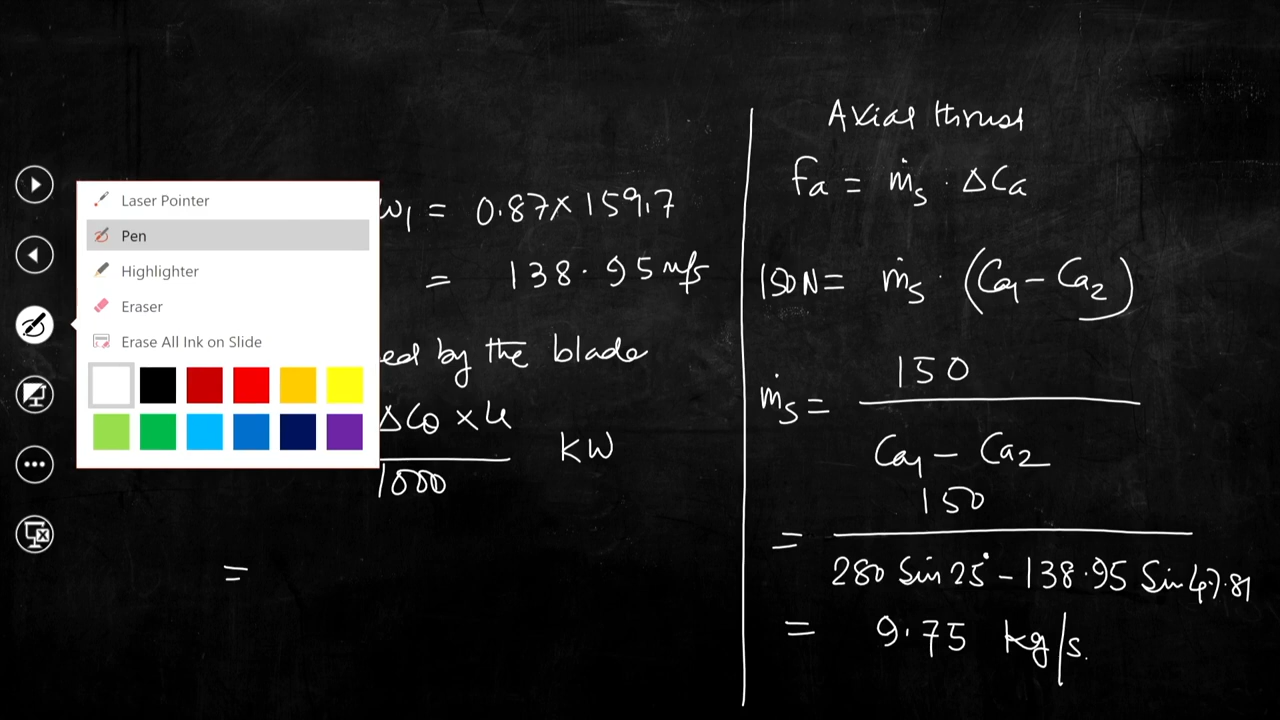 Laser Pointer
Pen
Highlighter
Eraser
Erase All Ink on Slide
w1 = 0.87 x 159.7
= 138.95 m/s
ed by the blade
ΔCθ x U
1000
KW
=
Axial thrust
Fa = ṁs . ΔCa
150N = ṁs . (Ca1 - Ca2)
ṁs = 150
Ca1 - Ca2
= 150
280 Sin 25° - 138.95 Sin 47.81
= 9.75 kg/s.